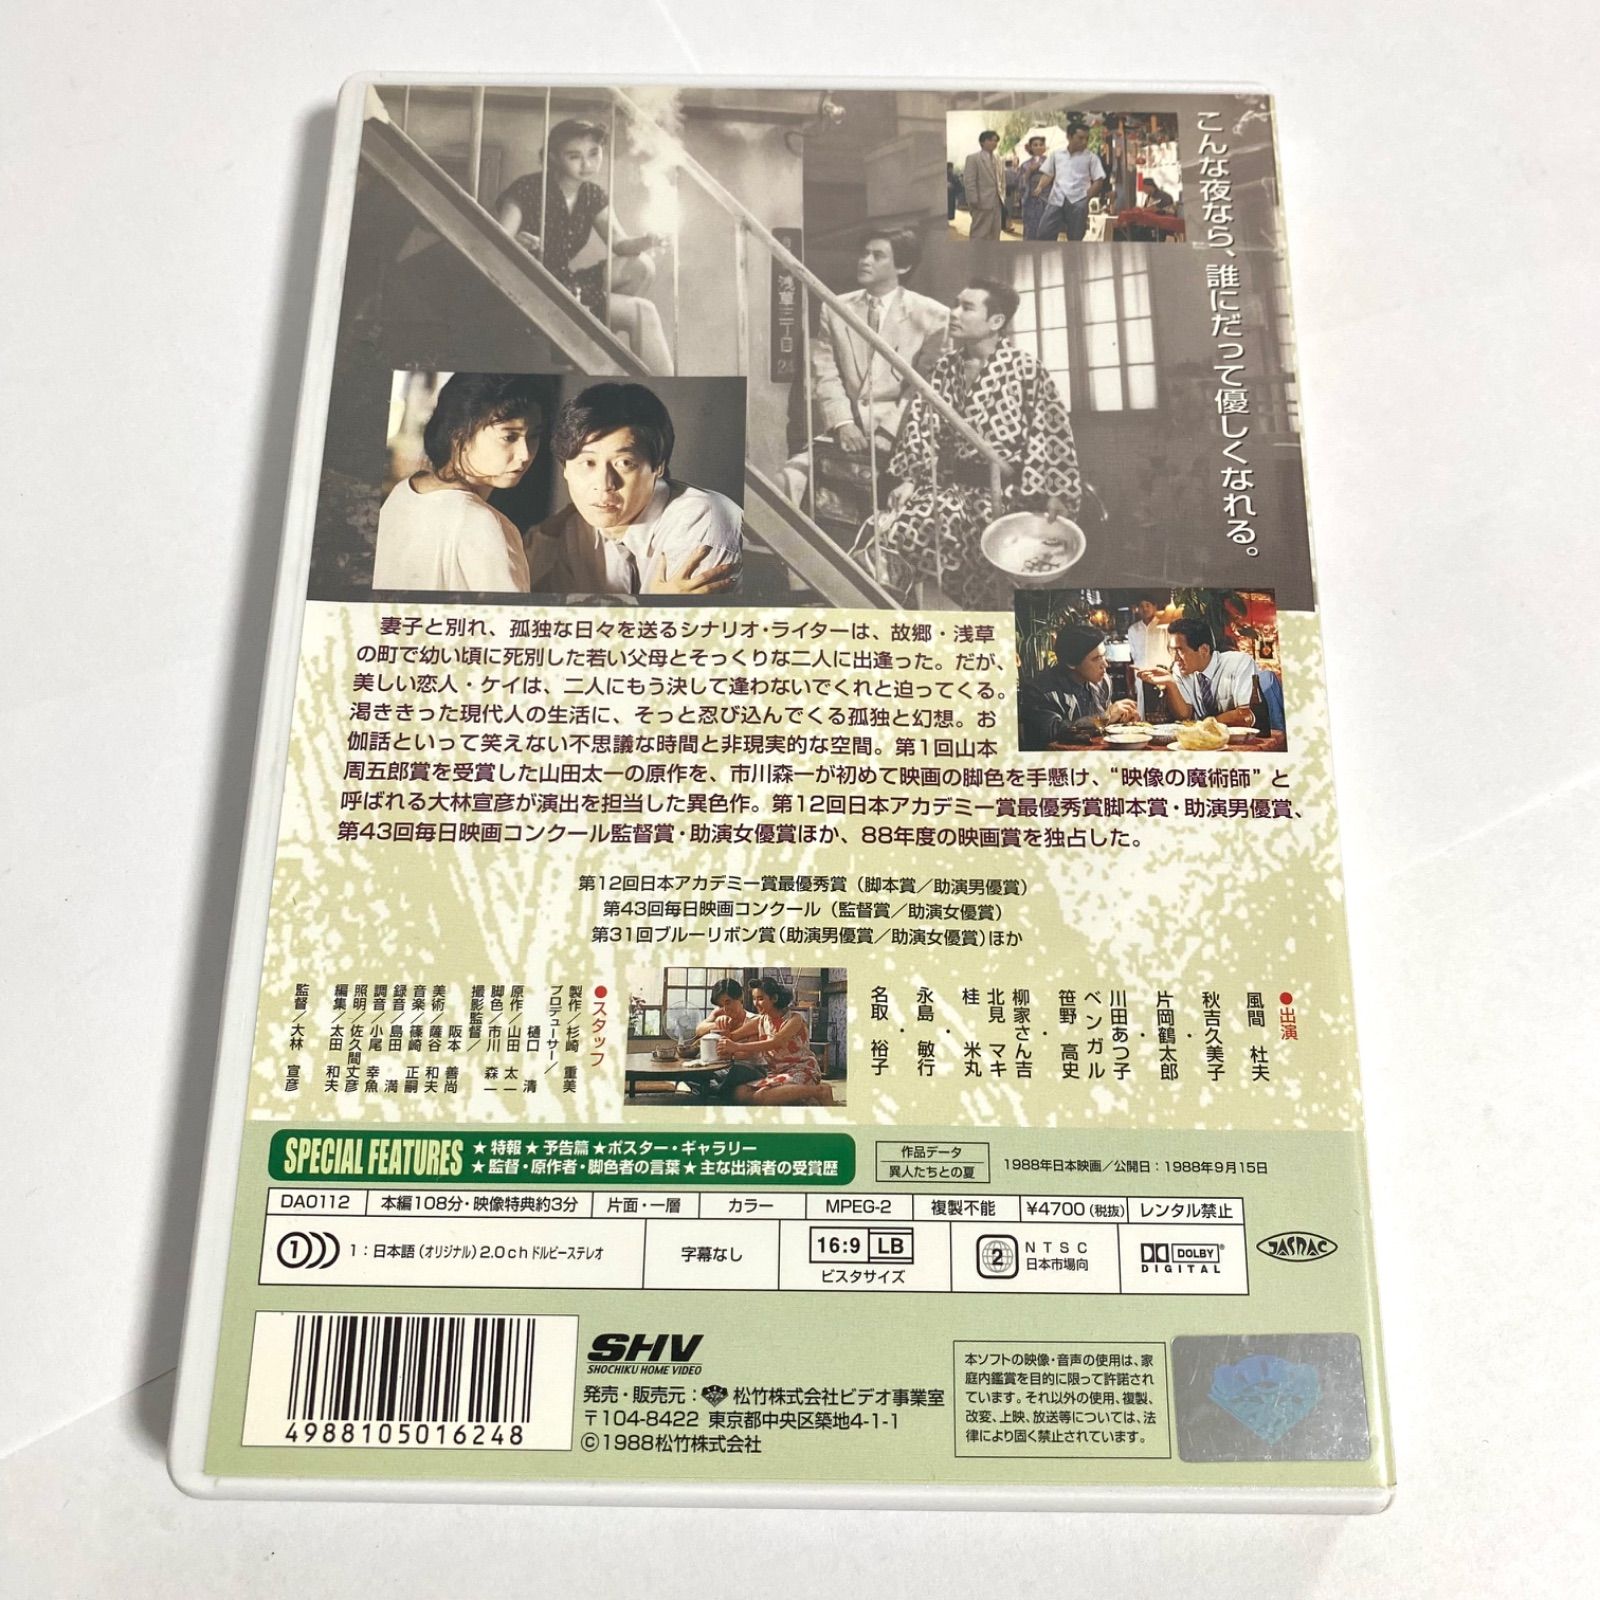 こんな夜なら、誰にだって優しくなれる。
浅草二丁目
24
妻子と別れ、孤独な日々を送るシナリオ・ライターは、故郷・浅草
の町で幼い頃に死別した若い父母とそっくりな二人に出逢った。だが、
美しい恋人・ケイは、二人にもう決して逢わないでくれと迫ってくる。
渇ききった現代人の生活に、そっと忍び込んでくる孤独と幻想。お
伽話といって笑えない不思議な時間と非現実的な空間。第1回山本
周五郎賞を受賞した山田太一の原作を、市川森一が初めて映画の脚色を手懸け、“映像の魔術師”と
呼ばれる大林宣彦が演出を担当した異色作。第12回日本アカデミー賞最優秀賞脚本賞・助演男優賞、
第43回毎日映画コンクール監督賞・助演女優賞ほか、88年度の映画賞を独占した。
第12回日本アカデミー賞最優秀賞（脚本賞／助演男優賞）
第43回毎日映画コンクール（監督賞／助演女優賞）
第31回ブルーリボン賞（助演男優賞／助演女優賞）ほか
●出演
風間 杜夫
秋吉久美子
・
片岡鶴太郎
・
川田あつ子
ベンガル
笹野 高史
・
柳家さん吉
北見 マキ
桂 米丸
・
永島 敏行
・
名取 裕子
●スタッフ
製作／杉崎 重美
プロデューサー／
樋口 清
原作／山田 太一
脚色／市川 森一
撮影監督／
阪本 善尚
美術／薩谷 和夫
音楽／篠崎 正嗣
録音／島田 満
調音／小尾 幸魚
照明／佐久間丈彦
編集／太田 和夫
監督／大林 宣彦
SPECIAL FEATURES
★特報★予告篇★ポスター・ギャラリー
★監督・原作者・脚色者の言葉★主な出演者の受賞歴
作品データ
異人たちとの夏
1988年日本映画／公開日：1988年9月15日
DA0112
本編108分・映像特典約3分
片面・一層
カラー
MPEG-2
複製不能
¥4700（税抜）
レンタル禁止
1
1：日本語（オリジナル）2.0chドルビーステレオ
字幕なし
16:9 LB
ビスタサイズ
2
NTSC
日本市場向
DOLBY
DIGITAL
JASRAC
4988105016248
SHV
SHOCHIKU HOME VIDEO
発売・販売元：松竹株式会社ビデオ事業室
〒104-8422 東京都中央区築地4-1-1
©1988松竹株式会社
本ソフトの映像・音声の使用は、家
庭内鑑賞を目的に限って許諾され
ています。それ以外の使用、複製、
改変、上映、放送等については、法
律により固く禁止されています。